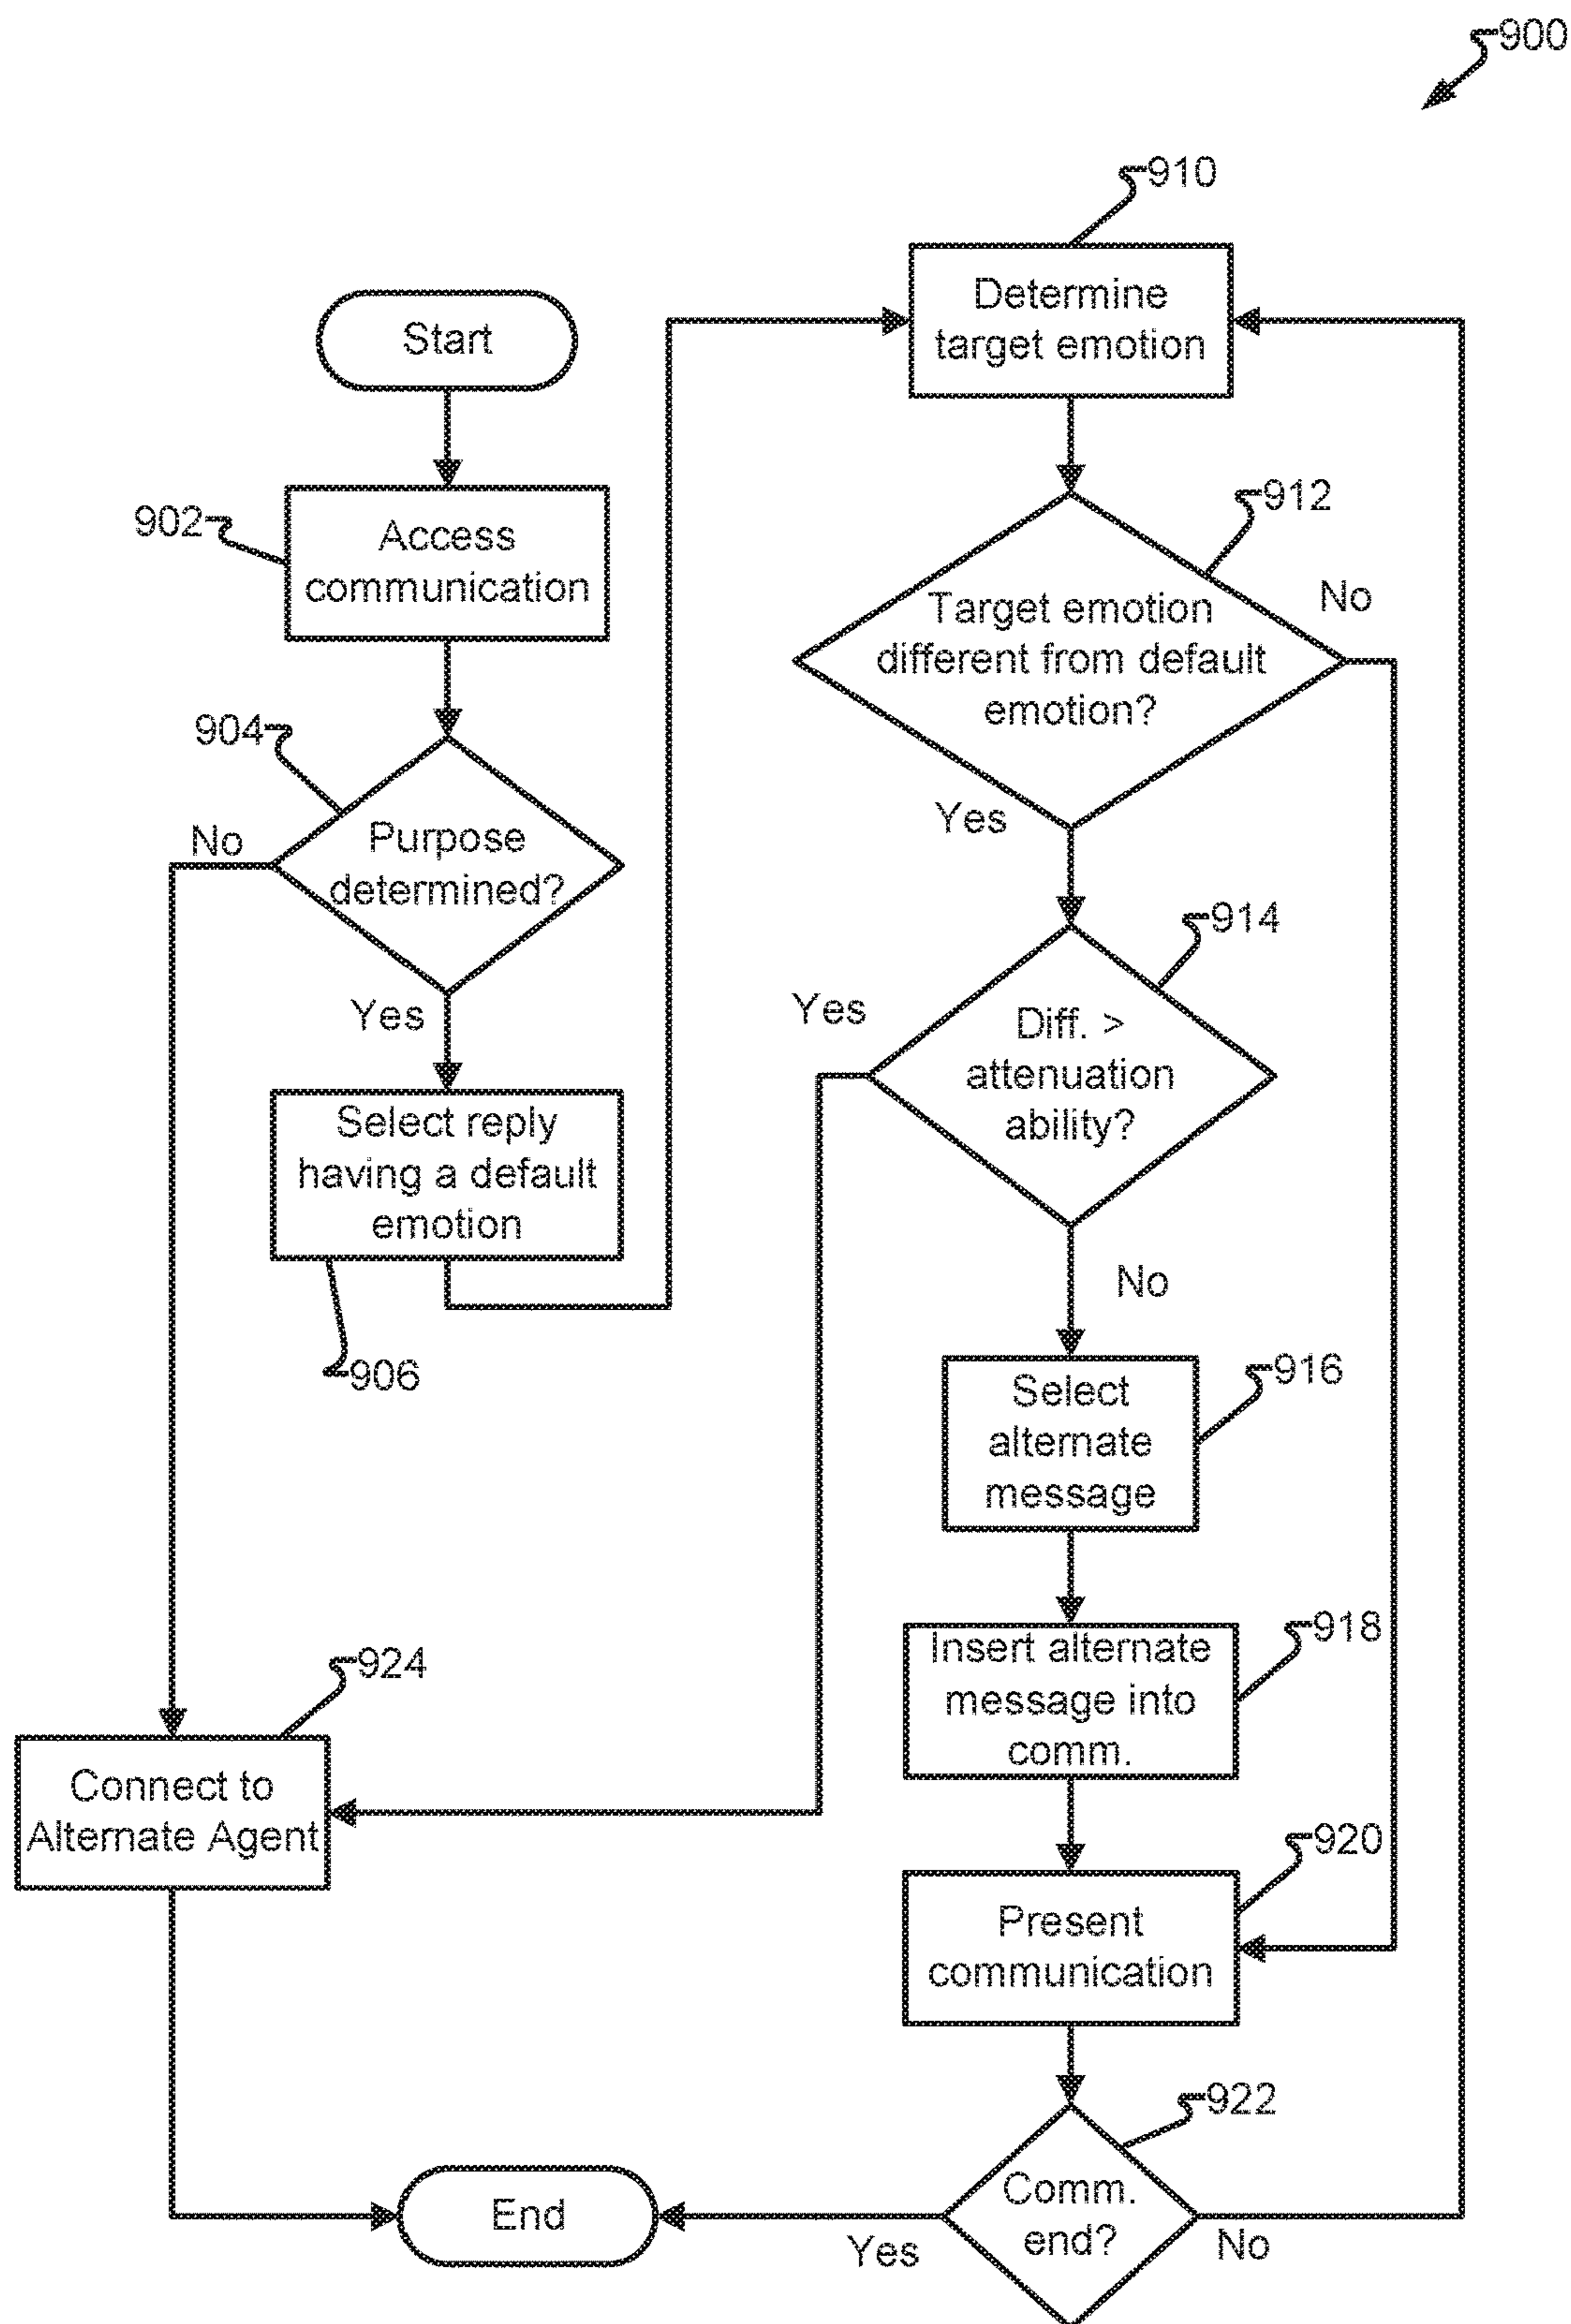 900
Start
902
Access
communication
904
Purpose
determined?
No
Yes
Select reply
having a default
emotion
906
910
Determine
target emotion
912
Target emotion
different from default
emotion?
No
Yes
914
Diff. >
attenuation
ability?
Yes
No
916
Select
alternate
message
918
Insert alternate
message into
comm.
920
Present
communication
922
Comm.
end?
Yes
No
924
Connect to
Alternate Agent
End